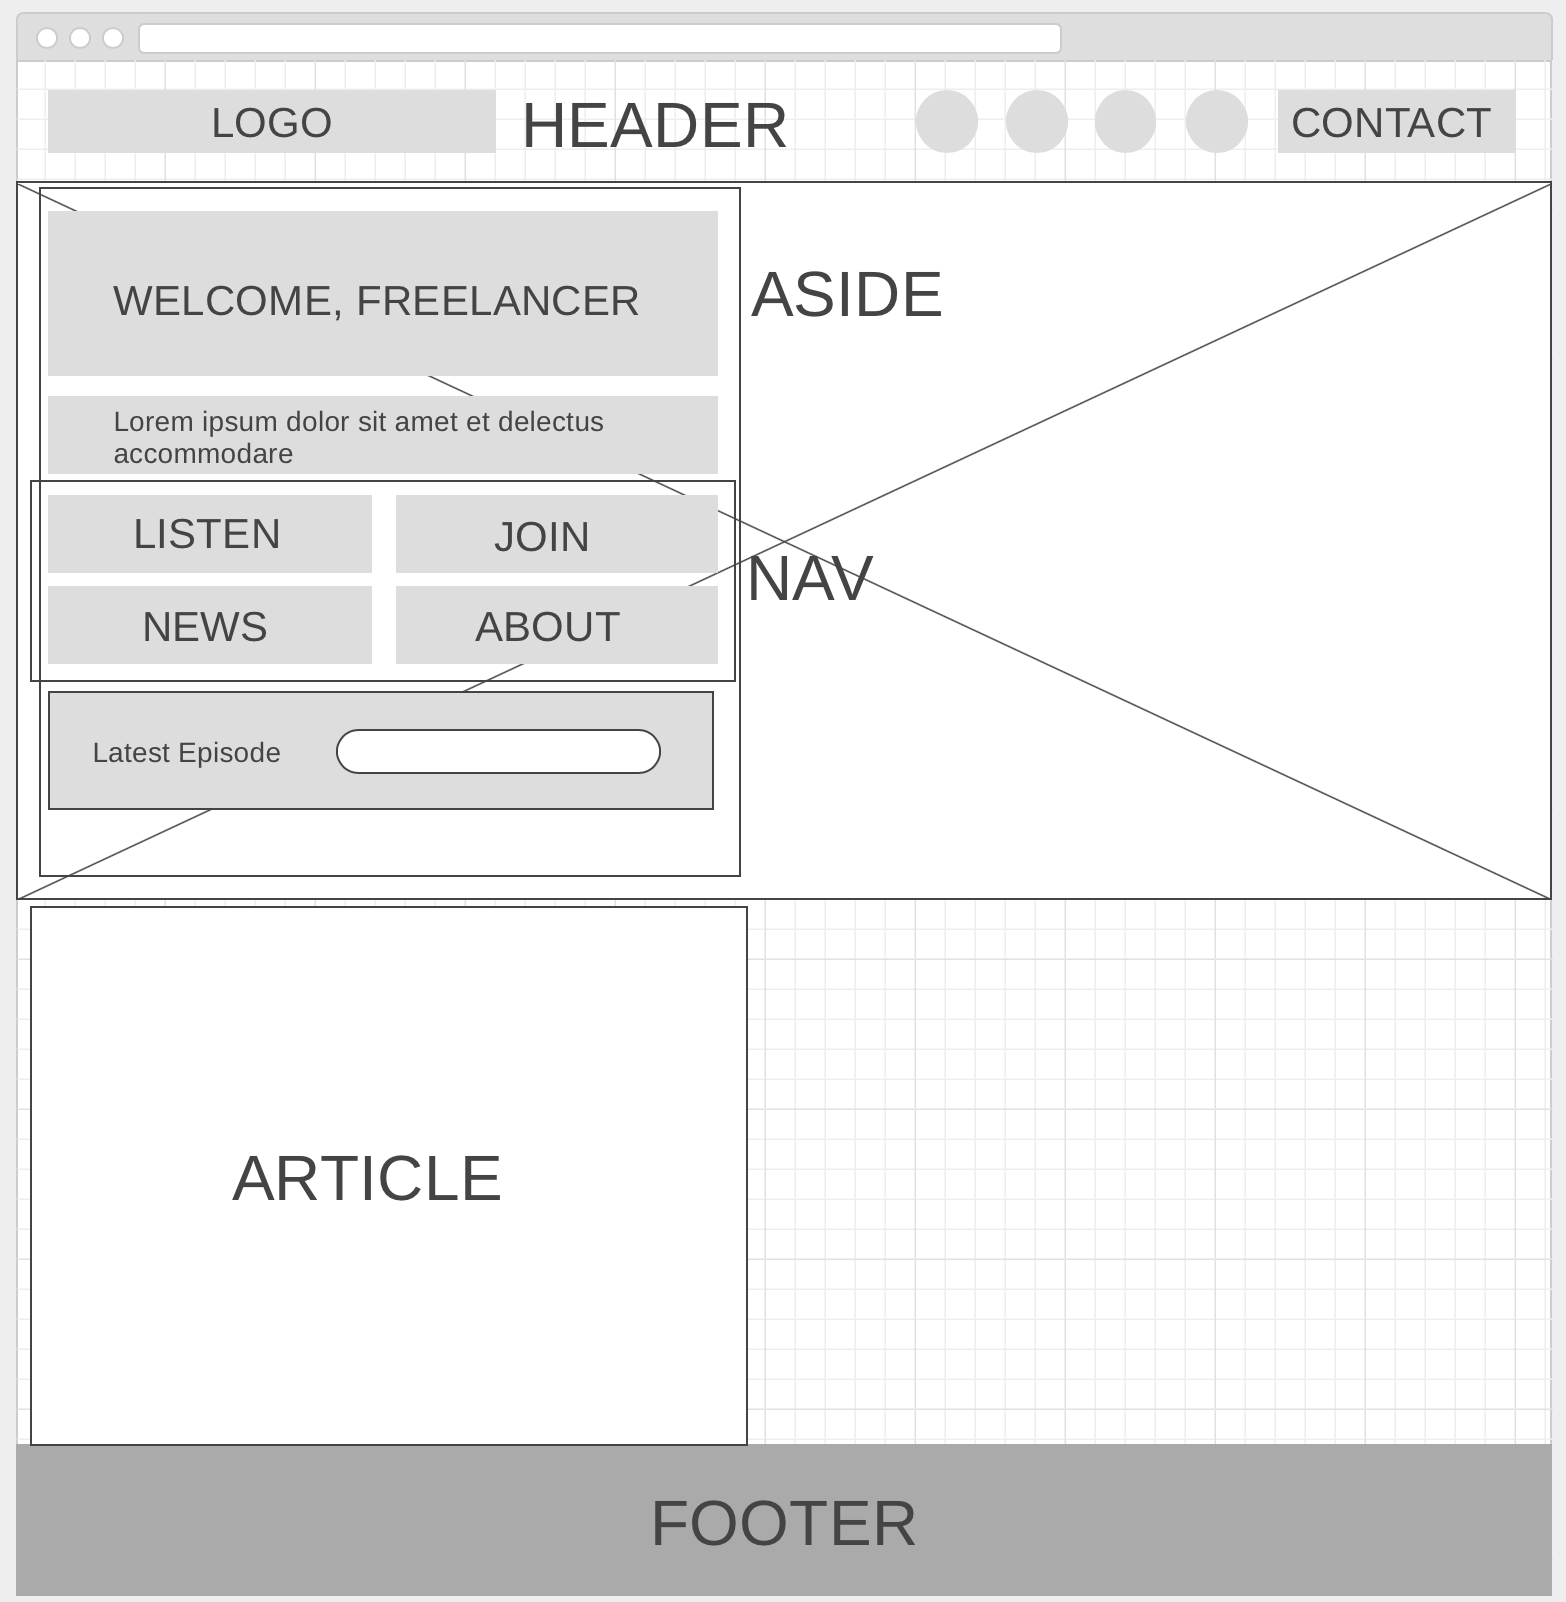 LOGO
HEADER
CONTACT
WELCOME, FREELANCER
ASIDE
Lorem ipsum dolor sit amet et delectus
accommodare
LISTEN
JOIN
NAV
NEWS
ABOUT
Latest Episode
ARTICLE
FOOTER